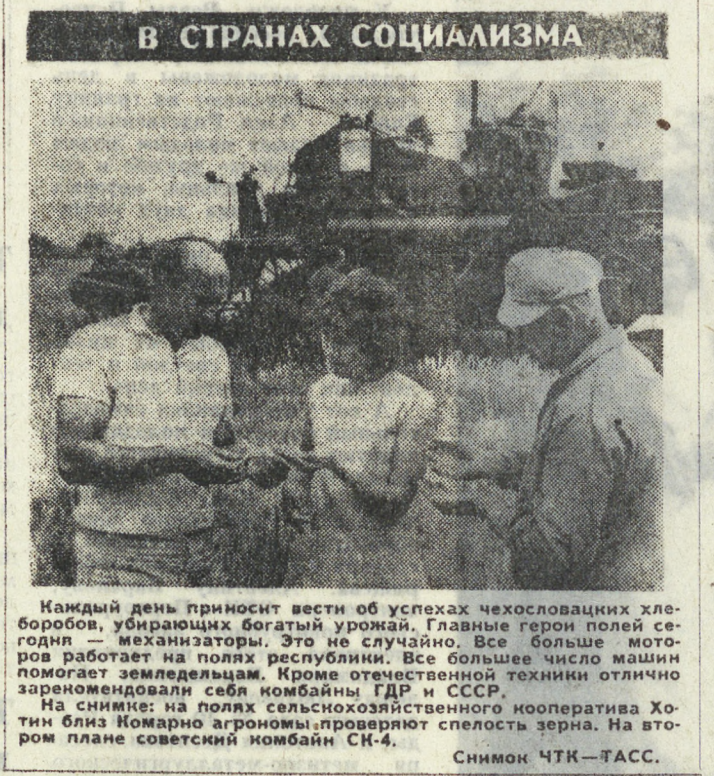 В СТРАНАХ СОЦИАЛИЗМА
Каждый день приносит вести об успехах чехословацких хле-
боробов, убирающих богатый урожай. Главные герои полей се-
годня — механизаторы. Это не случайно. Все больше мото-
ров работает на полях республики. Все большее число машин
помогает земледельцам. Кроме отечественной техники отлично
зарекомендовали себя комбайны ГДР и СССР.
На снимке: на полях сельскохозяйственного кооператива Хо-
тин близ Комарно агрономы проверяют спелость зерна. На вто-
ром плане советский комбайн СК-4.
Снимок ЧТК—ТАСС.